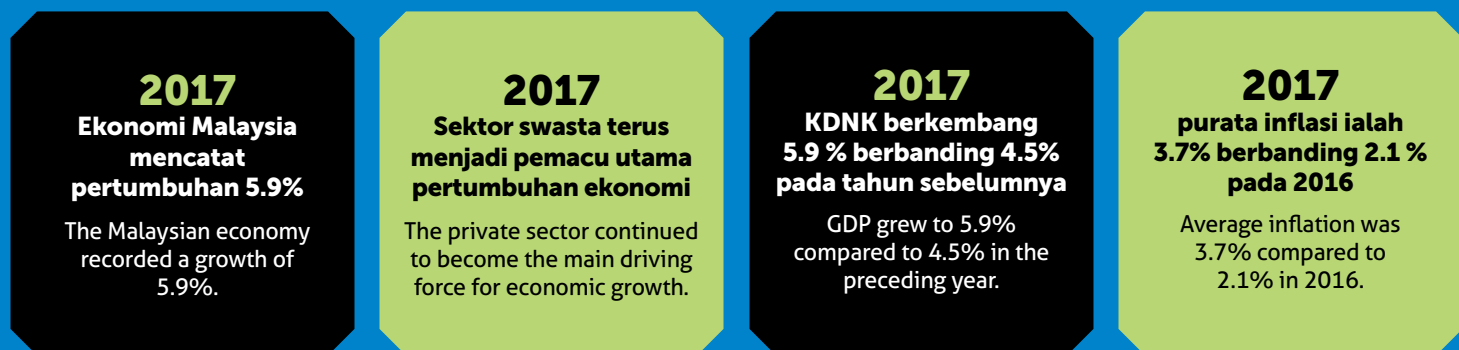 2017
Ekonomi Malaysia
mencatat
pertumbuhan 5.9%
The Malaysian economy
recorded a growth of
5.9%.
2017
Sektor swasta terus
menjadi pemacu utama
pertumbuhan ekonomi
The private sector continued
to become the main driving
force for economic growth.
2017
KDNK berkembang
5.9 % berbanding 4.5%
pada tahun sebelumnya
GDP grew to 5.9%
compared to 4.5% in the
preceding year.
2017
purata inflasi ialah
3.7% berbanding 2.1 %
pada 2016
Average inflation was
3.7% compared to
2.1% in 2016.